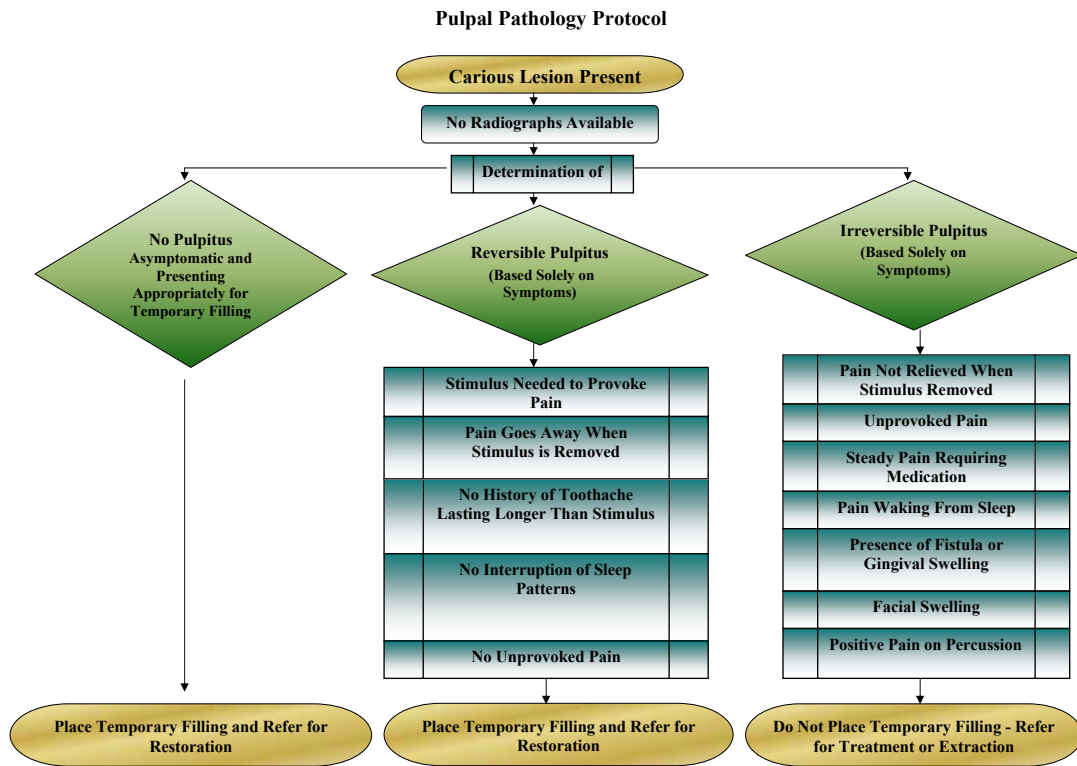 Pulpal Pathology Protocol
Carious Lesion Present
No Radiographs Available
Determination of
No Pulpitus
Asymptomatic and
Presenting
Appropriately for
Temporary Filling
Reversible Pulpitus
(Based Solely on
Symptoms)
Irreversible Pulpitus
(Based Solely on
Symptoms)
Stimulus Needed to Provoke
Pain
Pain Goes Away When
Stimulus is Removed
No History of Toothache
Lasting Longer Than Stimulus
No Interruption of Sleep
Patterns
No Unprovoked Pain
Pain Not Relieved When
Stimulus Removed
Unprovoked Pain
Steady Pain Requiring
Medication
Pain Waking From Sleep
Presence of Fistula or
Gingival Swelling
Facial Swelling
Positive Pain on Percussion
Place Temporary Filling and Refer for
Restoration
Place Temporary Filling and Refer for
Restoration
Do Not Place Temporary Filling - Refer
for Treatment or Extraction